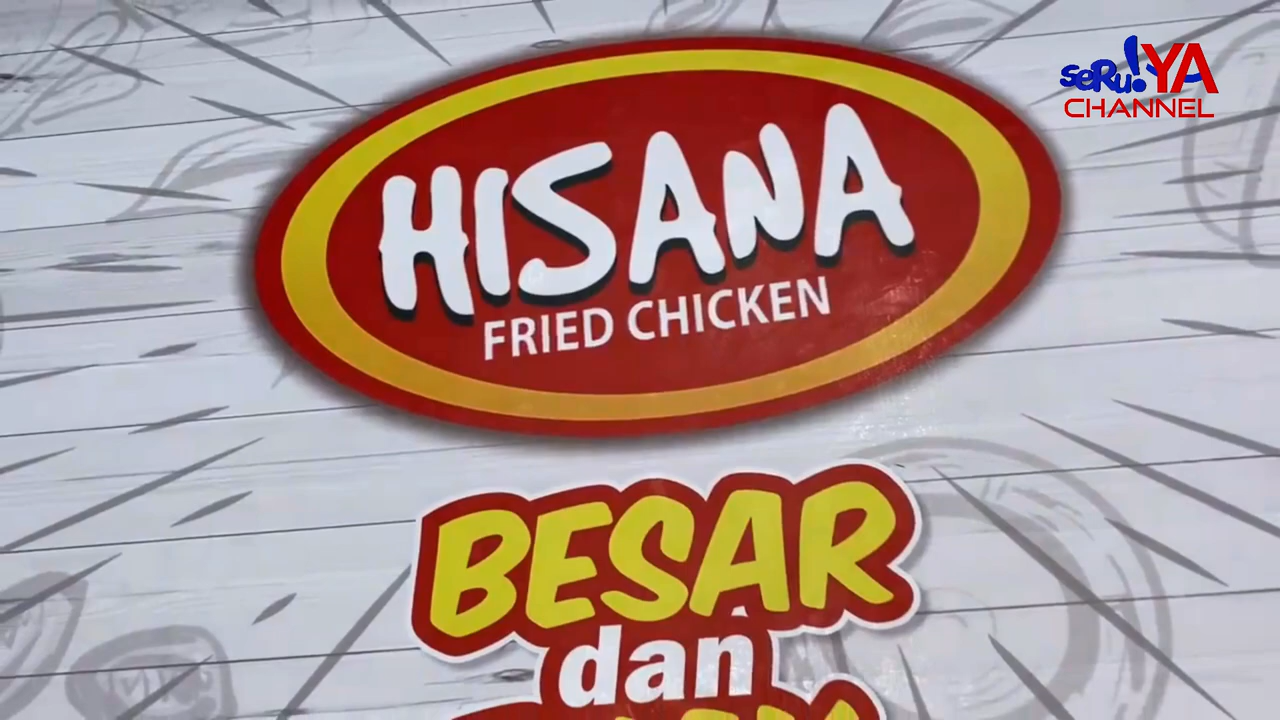 seRu!YA
CHANNEL
HISANA
FRIED CHICKEN
BESAR
dan